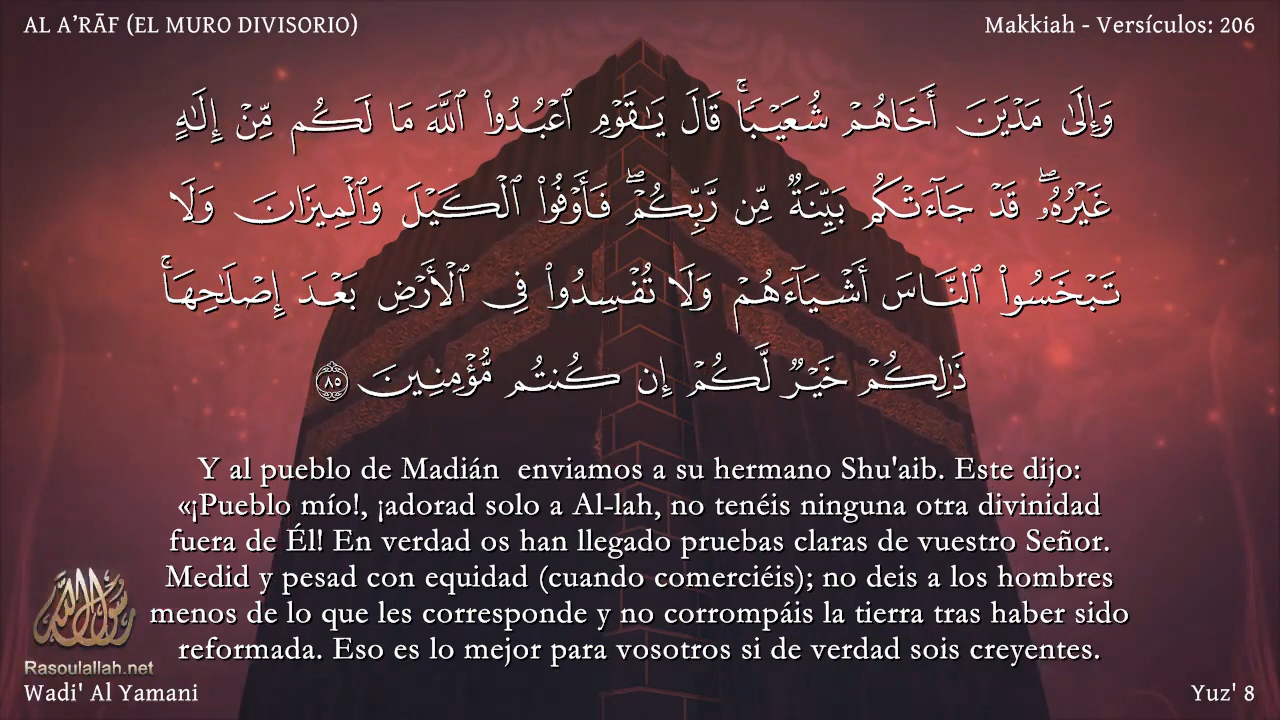 AL A’RĀF (EL MURO DIVISORIO)
Makkiah - Versículos: 206
وَإِلَىٰ مَدْيَنَ أَخَاهُمْ شُعَيْبًاۚ قَالَ يَـٰقَوْمِ ٱعْبُدُوا۟ ٱللَّهَ مَا لَكُم مِّنْ إِلَـٰهٍ
غَيْرُهُۥۖ قَدْ جَآءَتْكُم بَيِّنَةٌ مِّن رَّبِّكُمْۖ فَأَوْفُوا۟ ٱلْكَيْلَ وَٱلْمِيزَانَ وَلَا
تَبْخَسُوا۟ ٱلنَّاسَ أَشْيَآءَهُمْ وَلَا تُفْسِدُوا۟ فِى ٱلْأَرْضِ بَعْدَ إِصْلَـٰحِهَاۚ
ذَٰلِكُمْ خَيْرٌ لَّكُمْ إِن كُنتُم مُّؤْمِنِينَ ٨٥
Y al pueblo de Madián  enviamos a su hermano Shu'aib. Este dijo:
«¡Pueblo mío!, ¡adorad solo a Al-lah, no tenéis ninguna otra divinidad
fuera de Él! En verdad os han llegado pruebas claras de vuestro Señor.
Medid y pesad con equidad (cuando comerciéis); no deis a los hombres
menos de lo que les corresponde y no corrompáis la tierra tras haber sido
reformada. Eso es lo mejor para vosotros si de verdad sois creyentes.
رسول الله
Rasoulallah.net
Wadi' Al Yamani
Yuz' 8